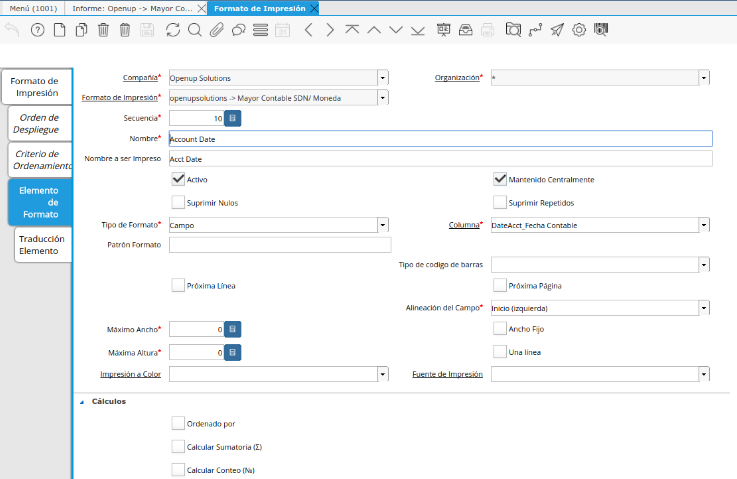 Menú (1001)
Informe: Openup -> Mayor Co...
Formato de Impresión
Formato de
Impresión
Orden de
Despliegue
Criterio de
Ordenamiento
Elemento
de
Formato
Traducción
Elemento
Compañía* Openup Solutions
Organización* *
Formato de Impresión* openupsolutions -> Mayor Contable SDN/ Moneda
Secuencia* 10
Nombre* Account Date
Nombre a ser Impreso Acct Date
Activo
Mantenido Centralmente
Suprimir Nulos
Suprimir Repetidos
Tipo de Formato* Campo
Columna* DateAcct_Fecha Contable
Patrón Formato
Tipo de codigo de barras
Próxima Línea
Próxima Página
Alineación del Campo* Inicio (izquierda)
Máximo Ancho* 0
Ancho Fijo
Máxima Altura* 0
Una línea
Impresión a Color
Fuente de Impresión
Cálculos
Ordenado por
Calcular Sumatoria (Σ)
Calcular Conteo (№)